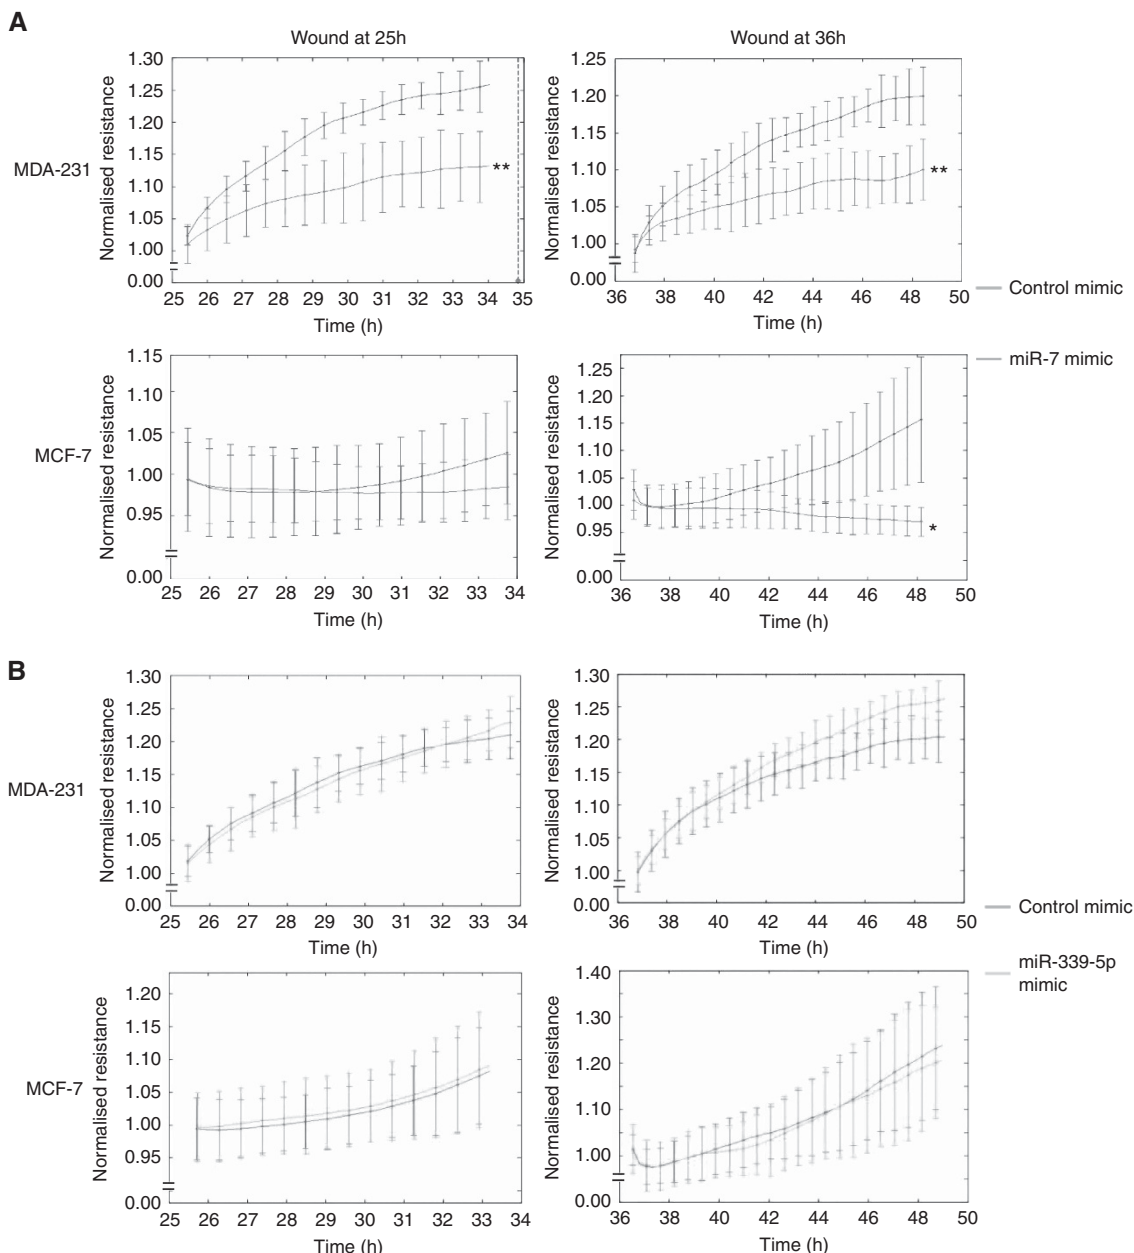 A
Wound at 25h
Wound at 36h
MDA-231
Normalised resistance
1.30
1.25
1.20
1.15
1.10
1.05
1.00
0.00
**
25 26 27 28 29 30 31 32 33 34 35
Time (h)
Normalised resistance
1.25
1.20
1.15
1.10
1.05
1.00
0.00
**
36 38 40 42 44 46 48 50
Time (h)
Control mimic
miR-7 mimic
MCF-7
Normalised resistance
1.15
1.10
1.05
1.00
0.95
0.00
25 26 27 28 29 30 31 32 33 34
Time (h)
Normalised resistance
1.25
1.20
1.15
1.10
1.05
1.00
0.95
0.00
*
36 38 40 42 44 46 48 50
Time (h)
B
MDA-231
Normalised resistance
1.30
1.25
1.20
1.15
1.10
1.05
1.00
0.00
25 26 27 28 29 30 31 32 33 34
Time (h)
Normalised resistance
1.30
1.25
1.20
1.15
1.10
1.05
1.00
0.00
36 38 40 42 44 46 48 50
Time (h)
Control mimic
miR-339-5p
mimic
MCF-7
Normalised resistance
1.20
1.10
1.05
1.00
0.95
0.00
25 26 27 28 29 30 31 32 33 34
Time (h)
Normalised resistance
1.40
1.30
1.20
1.10
1.00
0.00
36 38 40 42 44 46 48 50
Time (h)